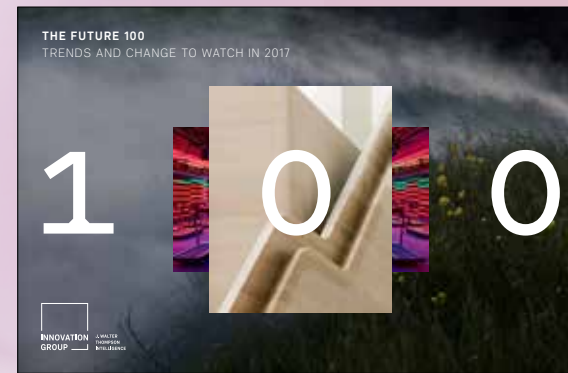 THE FUTURE 100
TRENDS AND CHANGE TO WATCH IN 2017
1 0 0
INNOVATION
GROUP
J. WALTER
THOMPSON
INTELLIGENCE